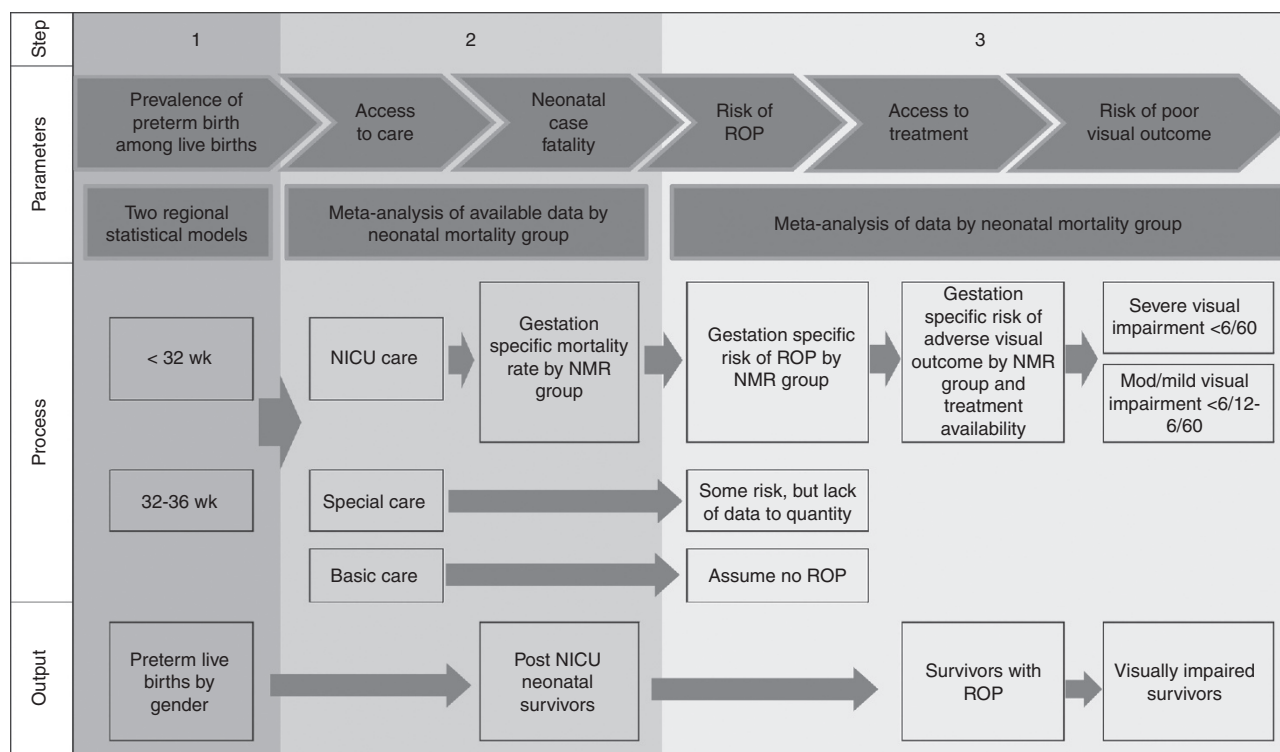 Step
1
2
3
Parameters
Prevalence of
preterm birth
among live births
Access
to care
Neonatal
case
fatality
Risk of
ROP
Access to
treatment
Risk of poor
visual outcome
Two regional
statistical models
Meta-analysis of available data by
neonatal mortality group
Meta-analysis of data by neonatal mortality group
Process
< 32 wk
NICU care
Gestation
specific mortality
rate by NMR
group
Gestation specific
risk of ROP by
NMR group
Gestation
specific risk of
adverse visual
outcome by NMR
group and
treatment
availability
Severe visual
impairment <6/60
Mod/mild visual
impairment <6/12-
6/60
32-36 wk
Special care
Some risk, but lack
of data to quantity
Basic care
Assume no ROP
Output
Preterm live
births by
gender
Post NICU
neonatal
survivors
Survivors with
ROP
Visually impaired
survivors